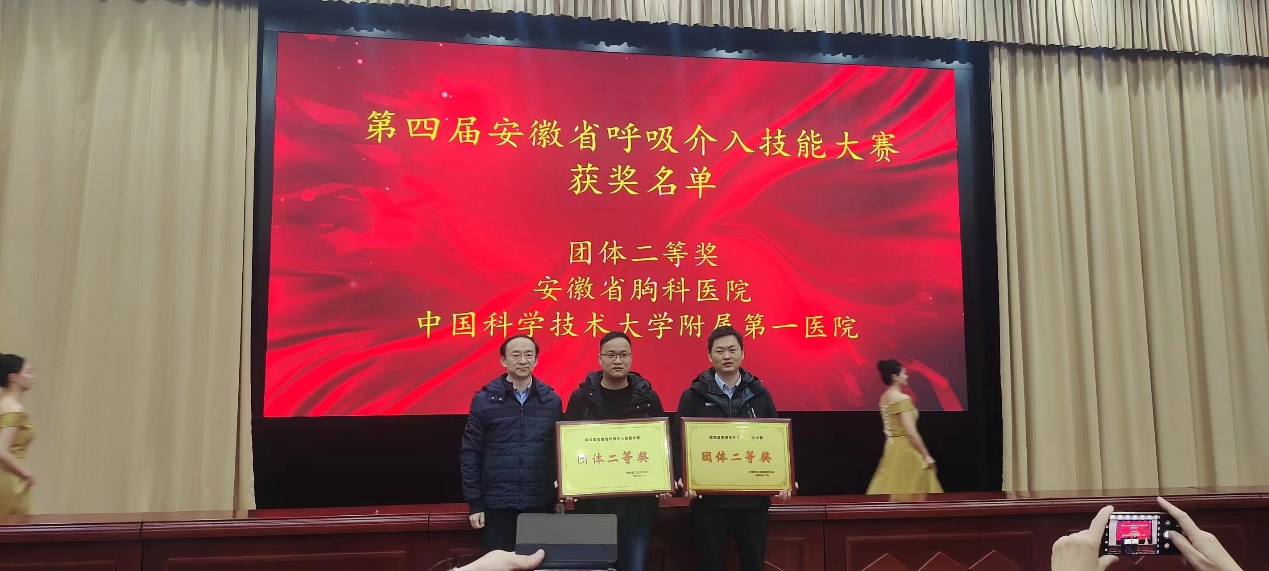 第四届安徽省呼吸介入技能大赛
获奖名单
团体二等奖
安徽省胸科医院
中国科学技术大学附属第一医院
团体二等奖
团体二等奖